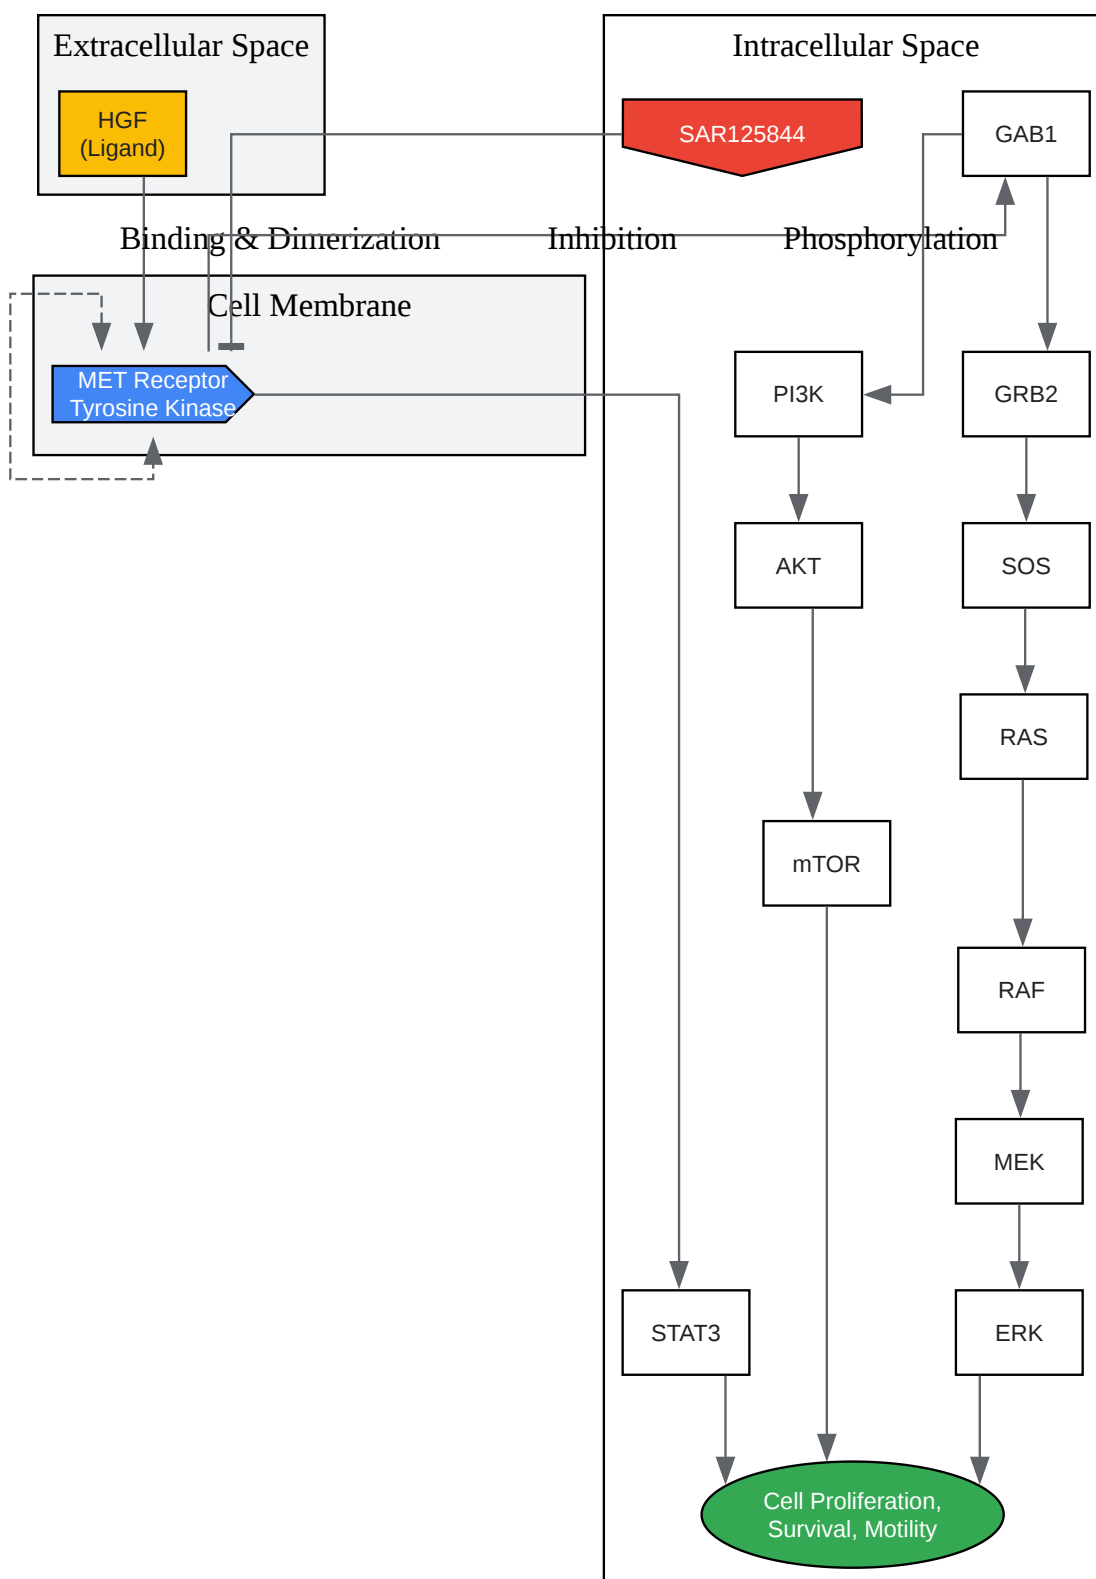 Extracellular Space
Intracellular Space
HGF
(Ligand)
SAR125844
GAB1
Binding & Dimerization
Inhibition
Phosphorylation
Cell Membrane
MET Receptor
Tyrosine Kinase
PI3K
GRB2
AKT
SOS
RAS
mTOR
RAF
MEK
STAT3
ERK
Cell Proliferation,
Survival, Motility